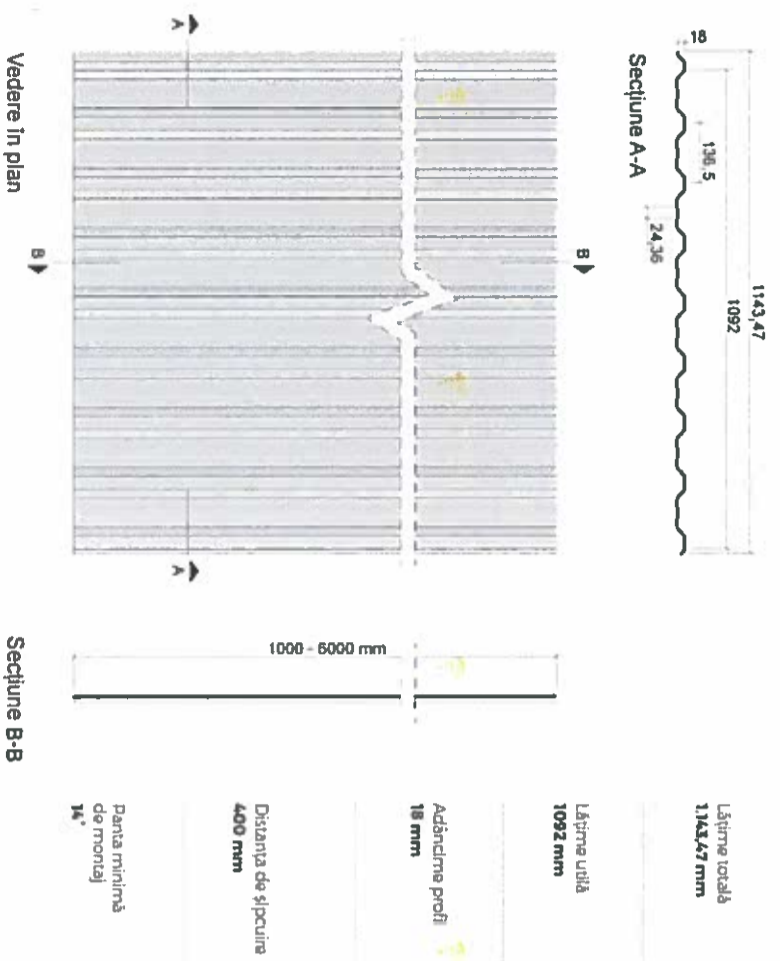 Secțiune A-A
18
136,5
24,36
1092
1143,47
A
A
B
B
Vedere în plan
1000 - 6000 mm
Secțiune B-B
Lățime totală
1.143,47 mm
Lățime utilă
1092 mm
Adâncime profil
18 mm
Distanța de șipcuire
400 mm
Panta minimă
de montaj
14°